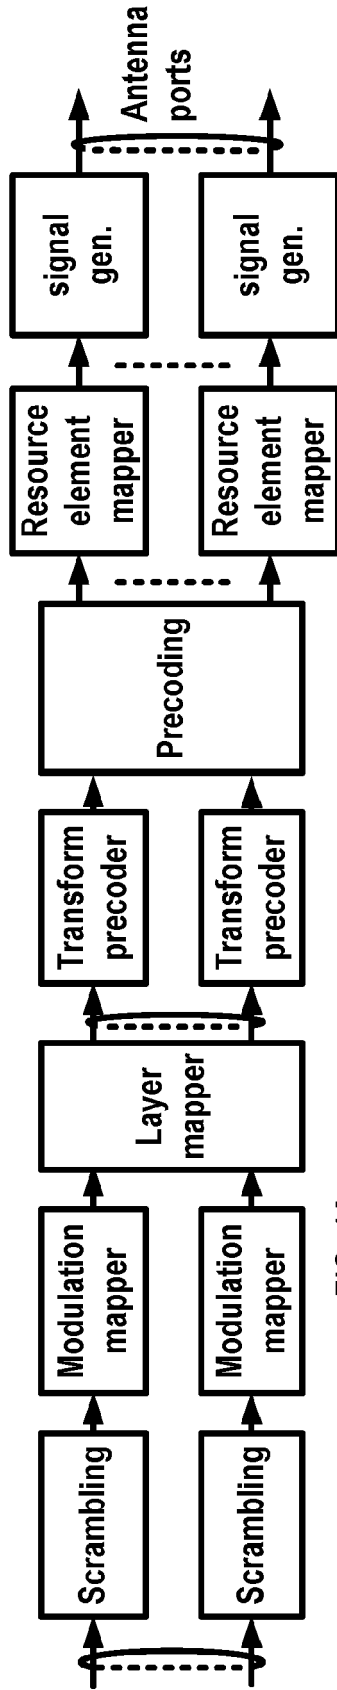 Scrambling
Scrambling
Modulation
mapper
Modulation
mapper
Layer
mapper
Transform
precoder
Transform
precoder
Precoding
Resource
element
mapper
Resource
element
mapper
signal
gen.
signal
gen.
Antenna
ports